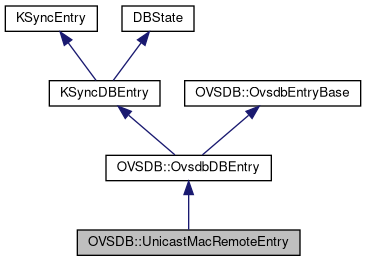 KSyncEntry
DBState
KSyncDBEntry
OVSDB::OvsdbEntryBase
OVSDB::OvsdbDBEntry
OVSDB::UnicastMacRemoteEntry